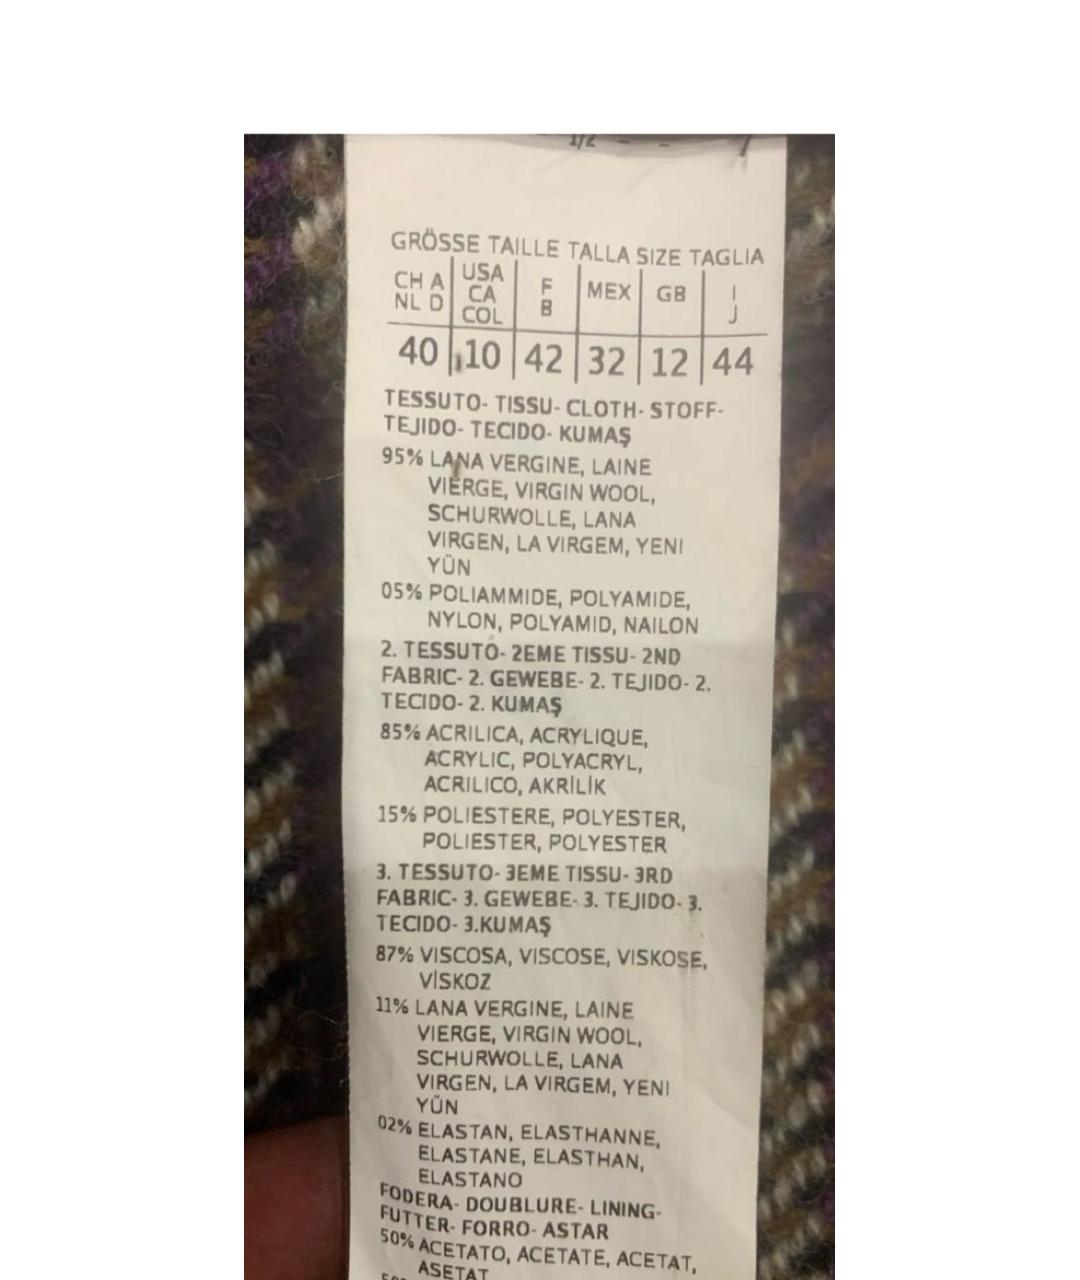 1/2 - -
GRÖSSE TAILLE TALLA SIZE TAGLIA
CH A NL D | USA CA COL | F B | MEX | GB | I J
40 | 10 | 42 | 32 | 12 | 44
TESSUTO- TISSU- CLOTH- STOFF-
TEJIDO- TECIDO- KUMAŞ
95% LANA VERGINE, LAINE
VIERGE, VIRGIN WOOL,
SCHURWOLLE, LANA
VIRGEN, LA VIRGEM, YENI
YÜN
05% POLIAMMIDE, POLYAMIDE,
NYLON, POLYAMID, NAILON
2. TESSUTO- 2EME TISSU- 2ND
FABRIC- 2. GEWEBE- 2. TEJIDO- 2.
TECIDO- 2. KUMAŞ
85% ACRILICA, ACRYLIQUE,
ACRYLIC, POLYACRYL,
ACRILICO, AKRİLİK
15% POLIESTERE, POLYESTER,
POLIESTER, POLYESTER
3. TESSUTO- 3EME TISSU- 3RD
FABRIC- 3. GEWEBE- 3. TEJIDO- 3.
TECIDO- 3.KUMAŞ
87% VISCOSA, VISCOSE, VISKOSE,
VİSKOZ
11% LANA VERGINE, LAINE
VIERGE, VIRGIN WOOL,
SCHURWOLLE, LANA
VIRGEN, LA VIRGEM, YENI
YÜN
02% ELASTAN, ELASTHANNE,
ELASTANE, ELASTHAN,
ELASTANO
FODERA- DOUBLURE- LINING-
FUTTER- FORRO- ASTAR
50% ACETATO, ACETATE, ACETAT,
ASETAT